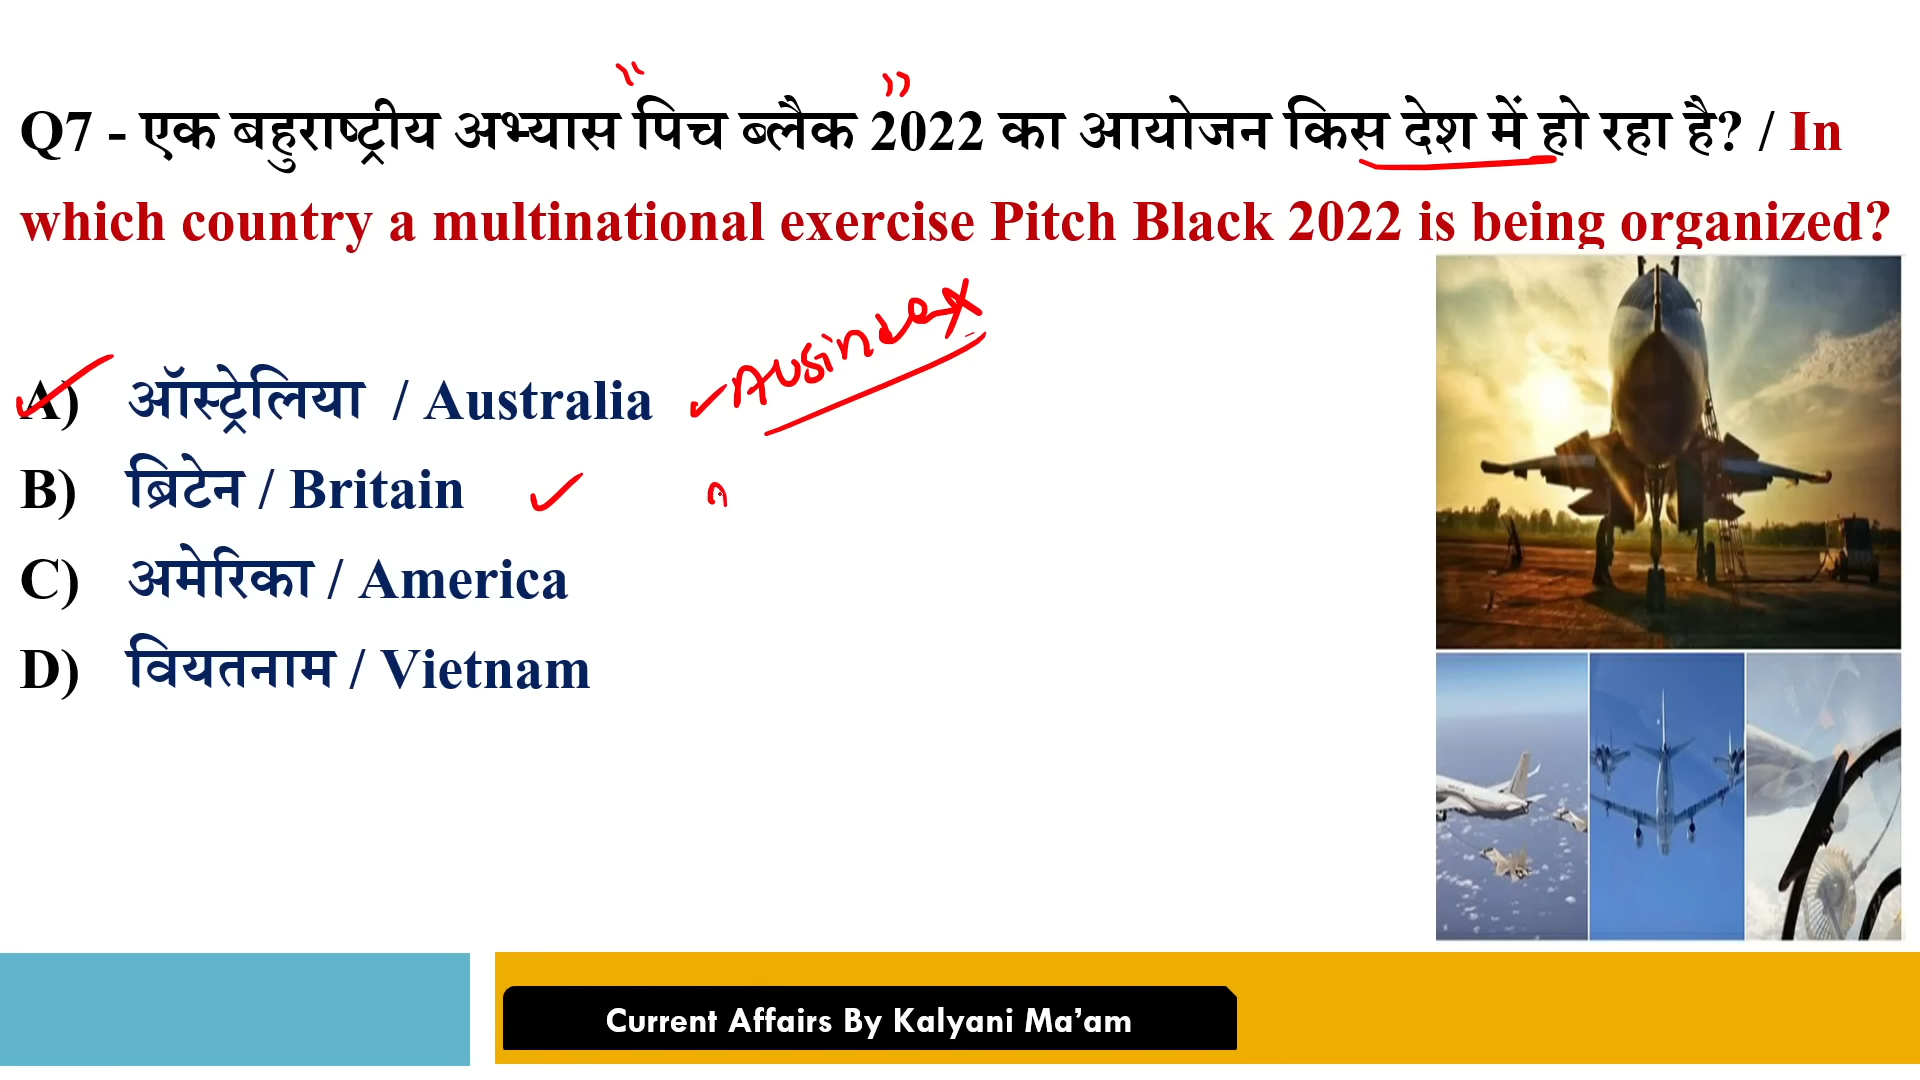 Q7 - एक बहुराष्ट्रीय अभ्यास पिच ब्लैक 2022 का आयोजन किस देश में हो रहा है? / In
which country a multinational exercise Pitch Black 2022 is being organized?
Ausindex
A) ऑस्ट्रेलिया / Australia
B) ब्रिटेन / Britain
C) अमेरिका / America
D) वियतनाम / Vietnam
Current Affairs By Kalyani Ma’am